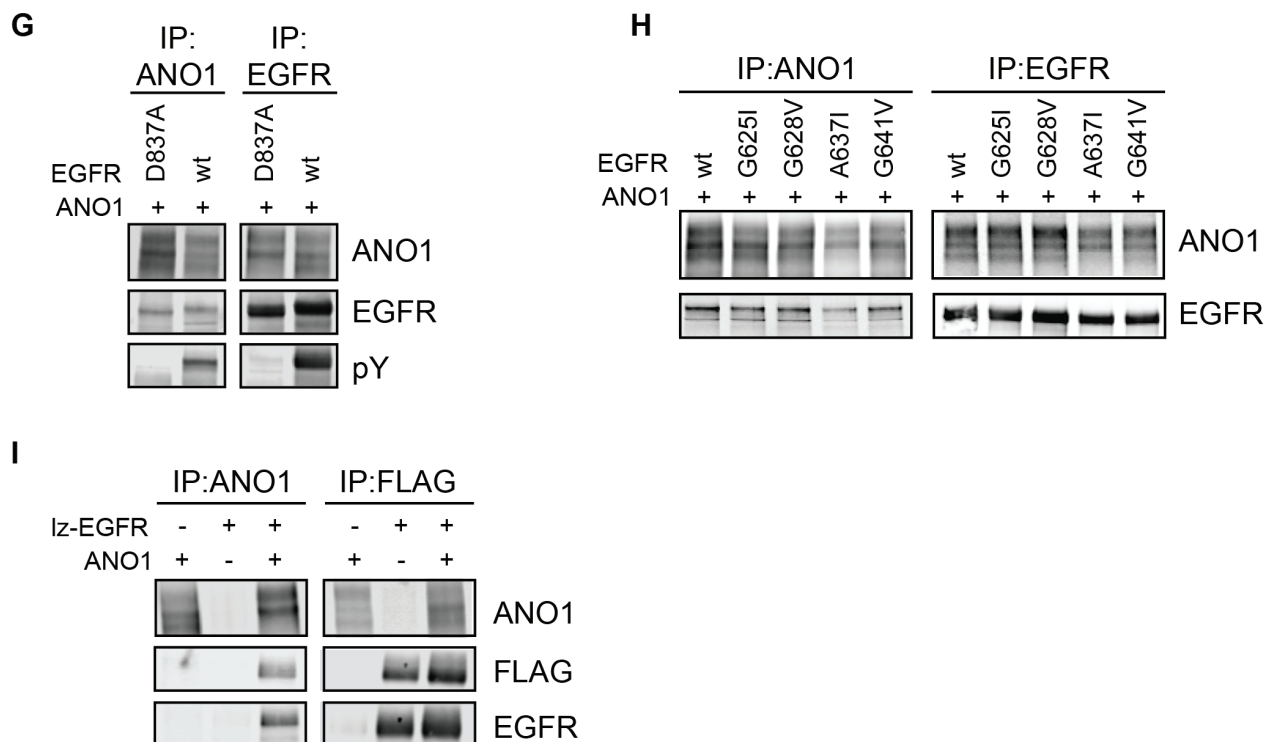 G
IP: IP:
ANO1 EGFR
EGFR D837A wt D837A wt
ANO1 + + + +
ANO1
EGFR
pY
H
IP:ANO1 IP:EGFR
EGFR wt G625I G628V A637I G641V wt G625I G628V A637I G641V
ANO1 + + + + + + + + + +
ANO1
EGFR
I
IP:ANO1 IP:FLAG
lz-EGFR - + + - + +
ANO1 + - + + - +
ANO1
FLAG
EGFR